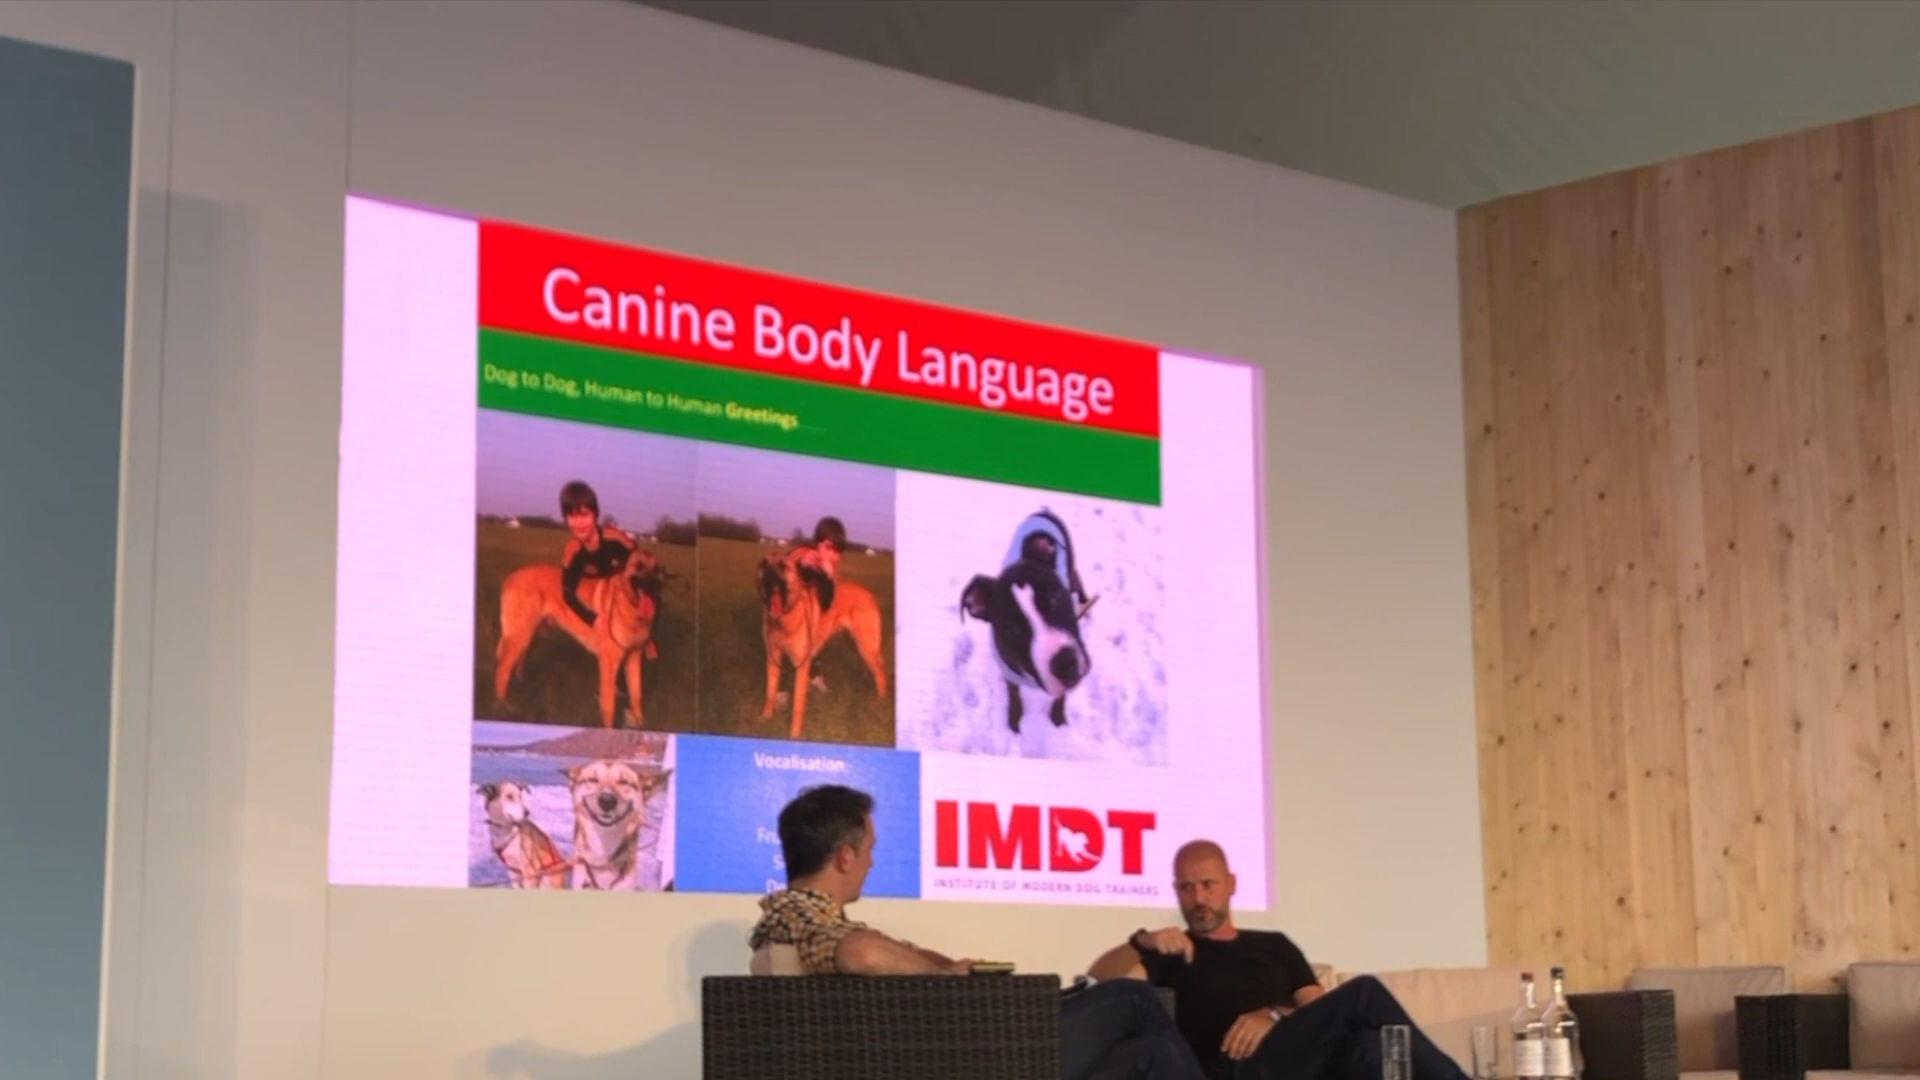 Canine Body Language
Dog to Dog, Human to Human Greetings
Vocalisation
IMDT
INSTITUTE OF MODERN DOG TRAINERS